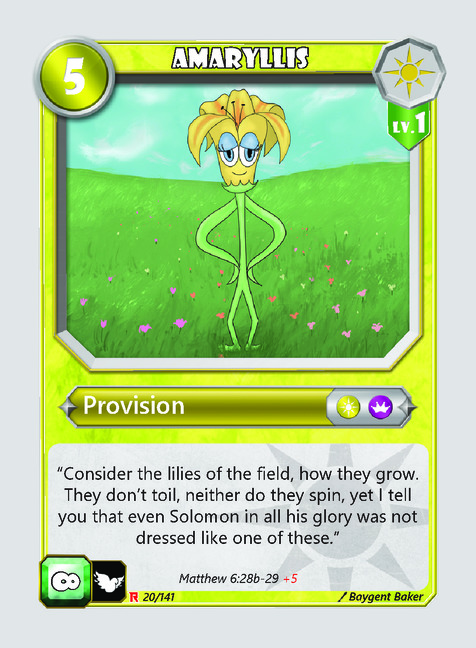 AMARYLLIS
5
LV.1
Provision
“Consider the lilies of the field, how they grow.
They don’t toil, neither do they spin, yet I tell
you that even Solomon in all his glory was not
dressed like one of these.”
Matthew 6:28b-29 +5
R 20/141
Baygent Baker